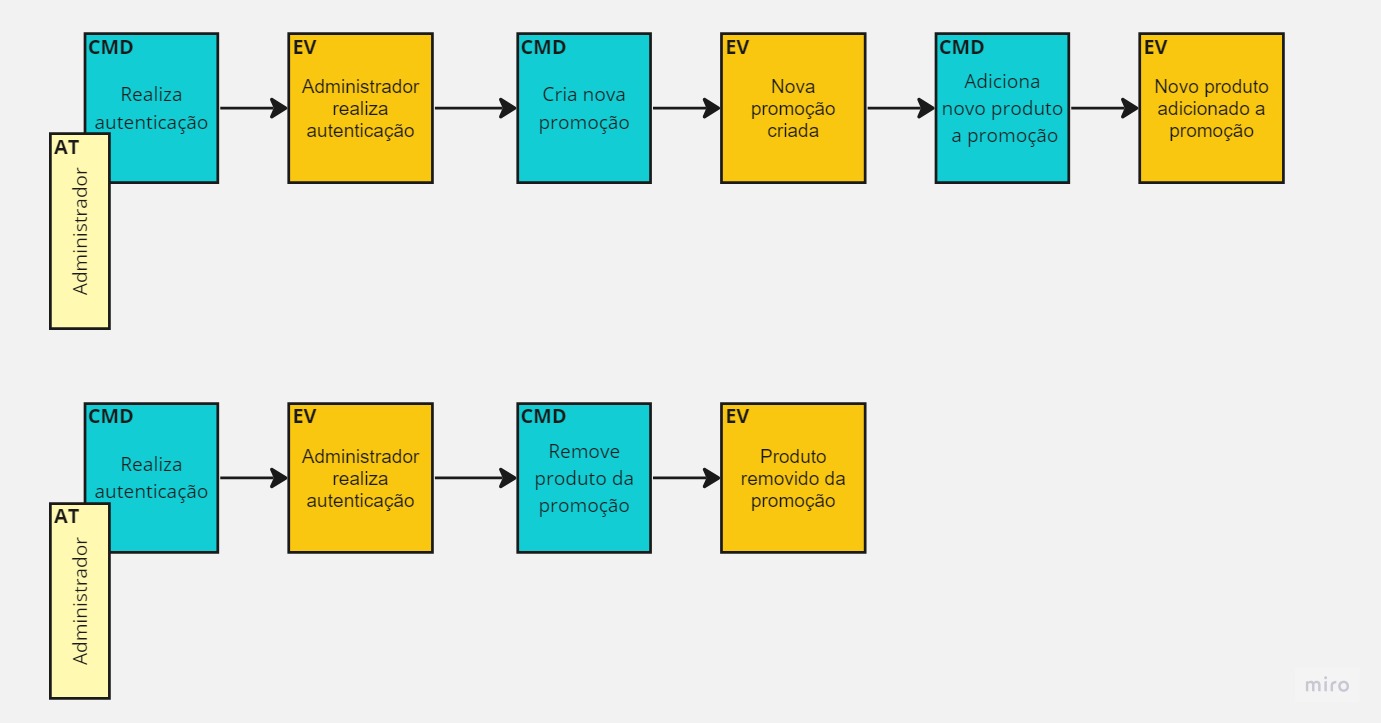 CMD
Realiza
autenticação
AT
Administrador
EV
Administrador
realiza
autenticação
CMD
Cria nova
promoção
EV
Nova
promoção
criada
CMD
Adiciona
novo produto
a promoção
EV
Novo produto
adicionado a
promoção
CMD
Realiza
autenticação
AT
Administrador
EV
Administrador
realiza
autenticação
CMD
Remove
produto da
promoção
EV
Produto
removido da
promoção
miro